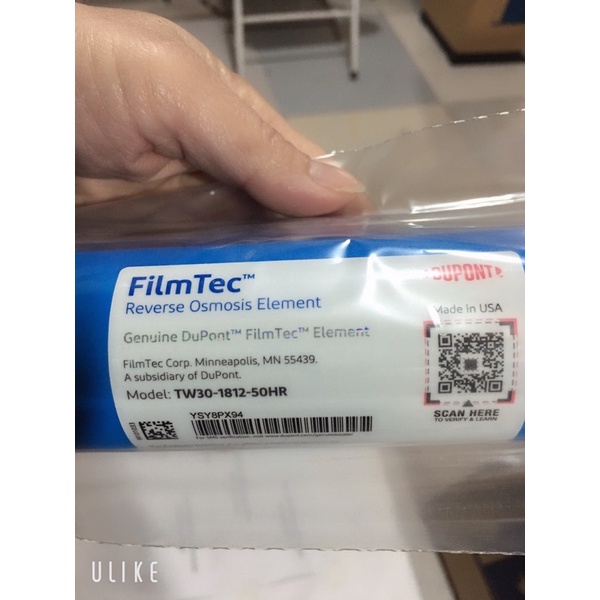 FilmTec™
Reverse Osmosis Element
Genuine DuPont™ FilmTec™ Element
FilmTec Corp. Minneapolis, MN 55439.
A subsidiary of DuPont.
Model: TW30-1812-50HR
YSY8PX94
DUPONT
Made in USA
SCAN HERE
TO VERIFY & LEARN
ULIKE